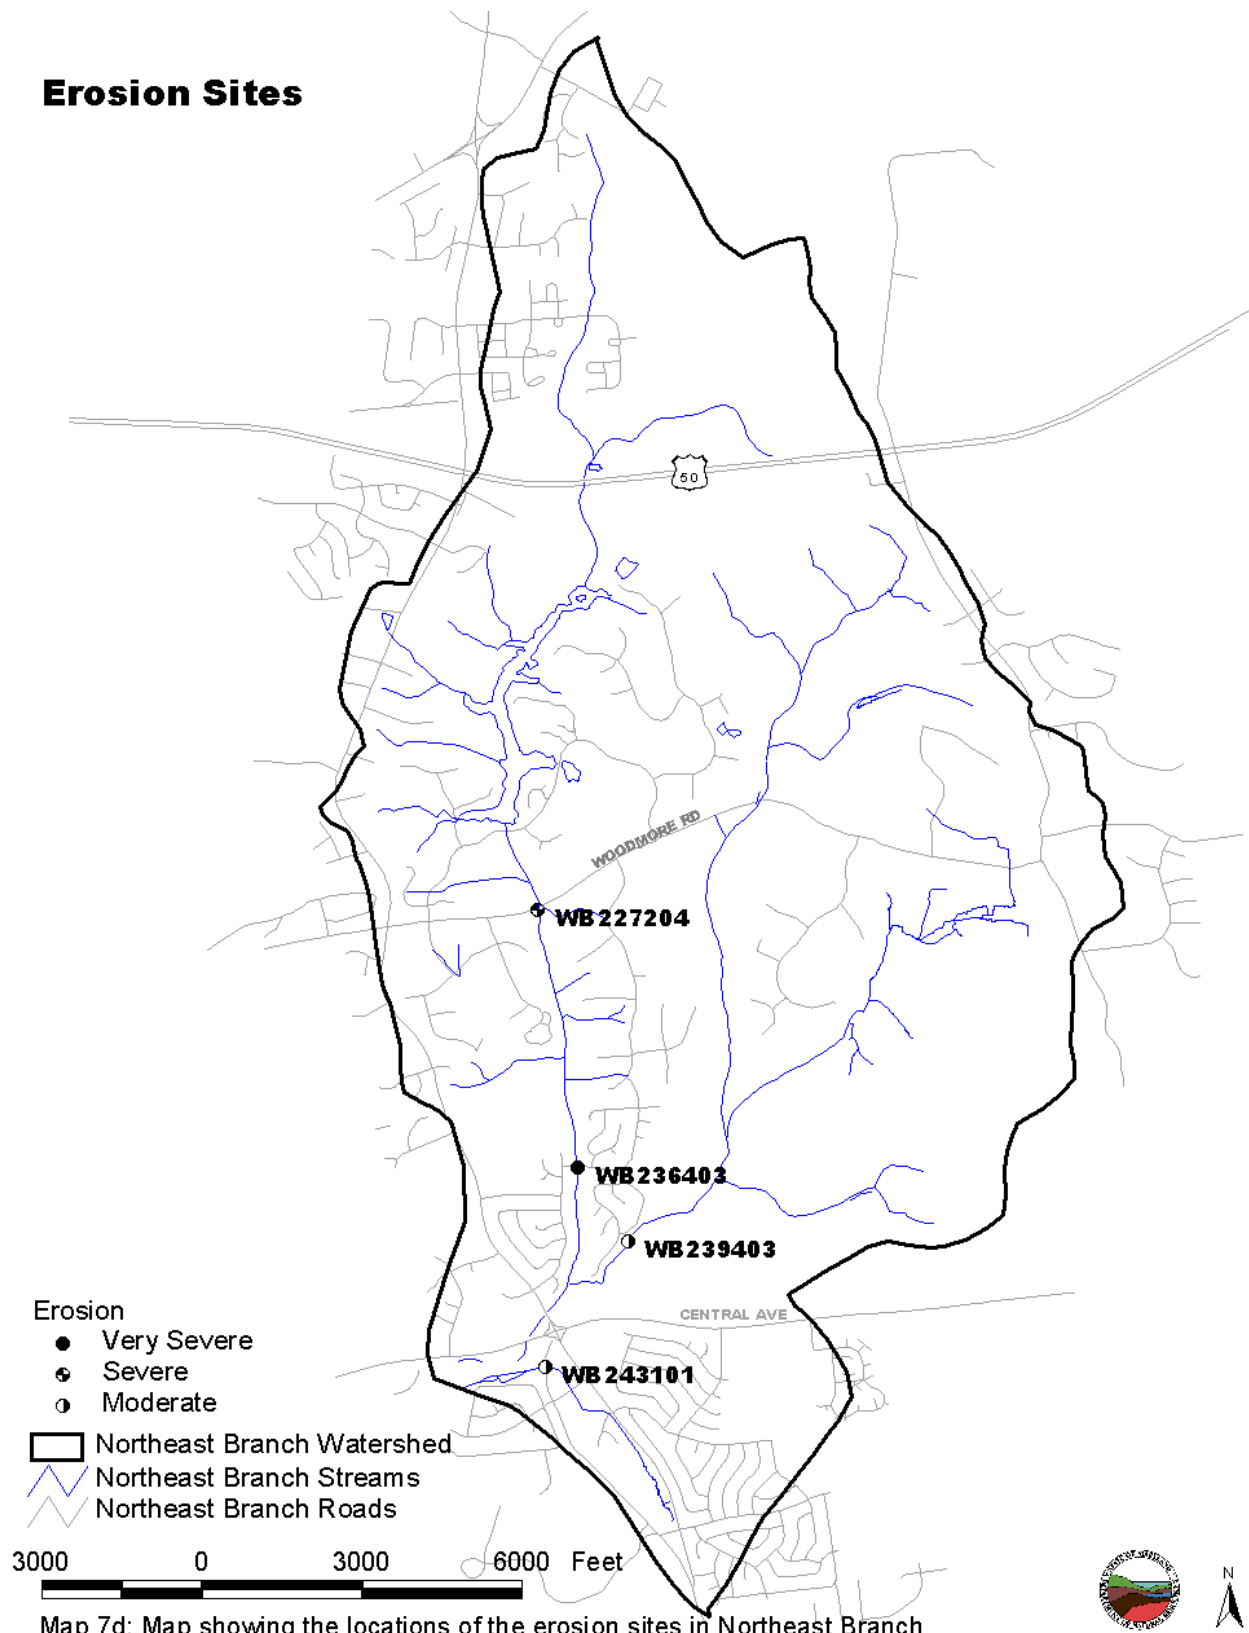 Erosion Sites
50
WOODMORE RD
WB227204
WB236403
WB239403
CENTRAL AVE
WB243101
Erosion
Very Severe
Severe
Moderate
Northeast Branch Watershed
Northeast Branch Streams
Northeast Branch Roads
3000 0 3000 6000 Feet
N
Map 7d: Map showing the locations of the erosion sites in Northeast Branch